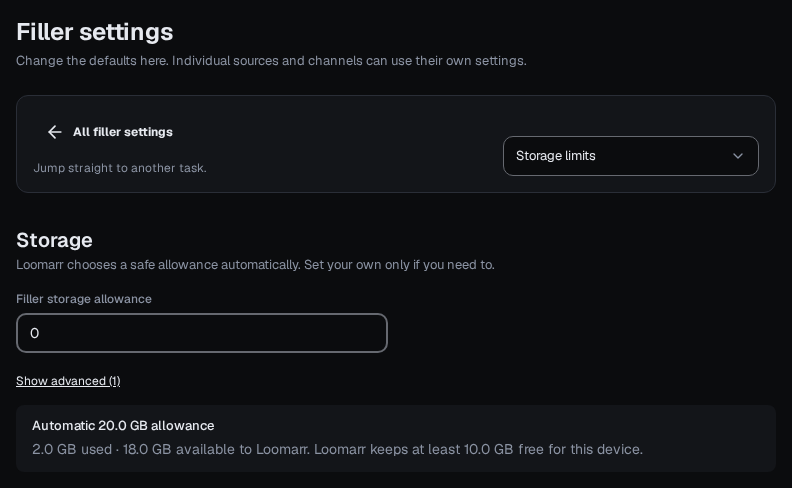 Filler settings
Change the defaults here. Individual sources and channels can use their own settings.
All filler settings
Jump straight to another task.
Storage limits
Storage
Loomarr chooses a safe allowance automatically. Set your own only if you need to.
Filler storage allowance
0
Show advanced (1)
Automatic 20.0 GB allowance
2.0 GB used · 18.0 GB available to Loomarr. Loomarr keeps at least 10.0 GB free for this device.